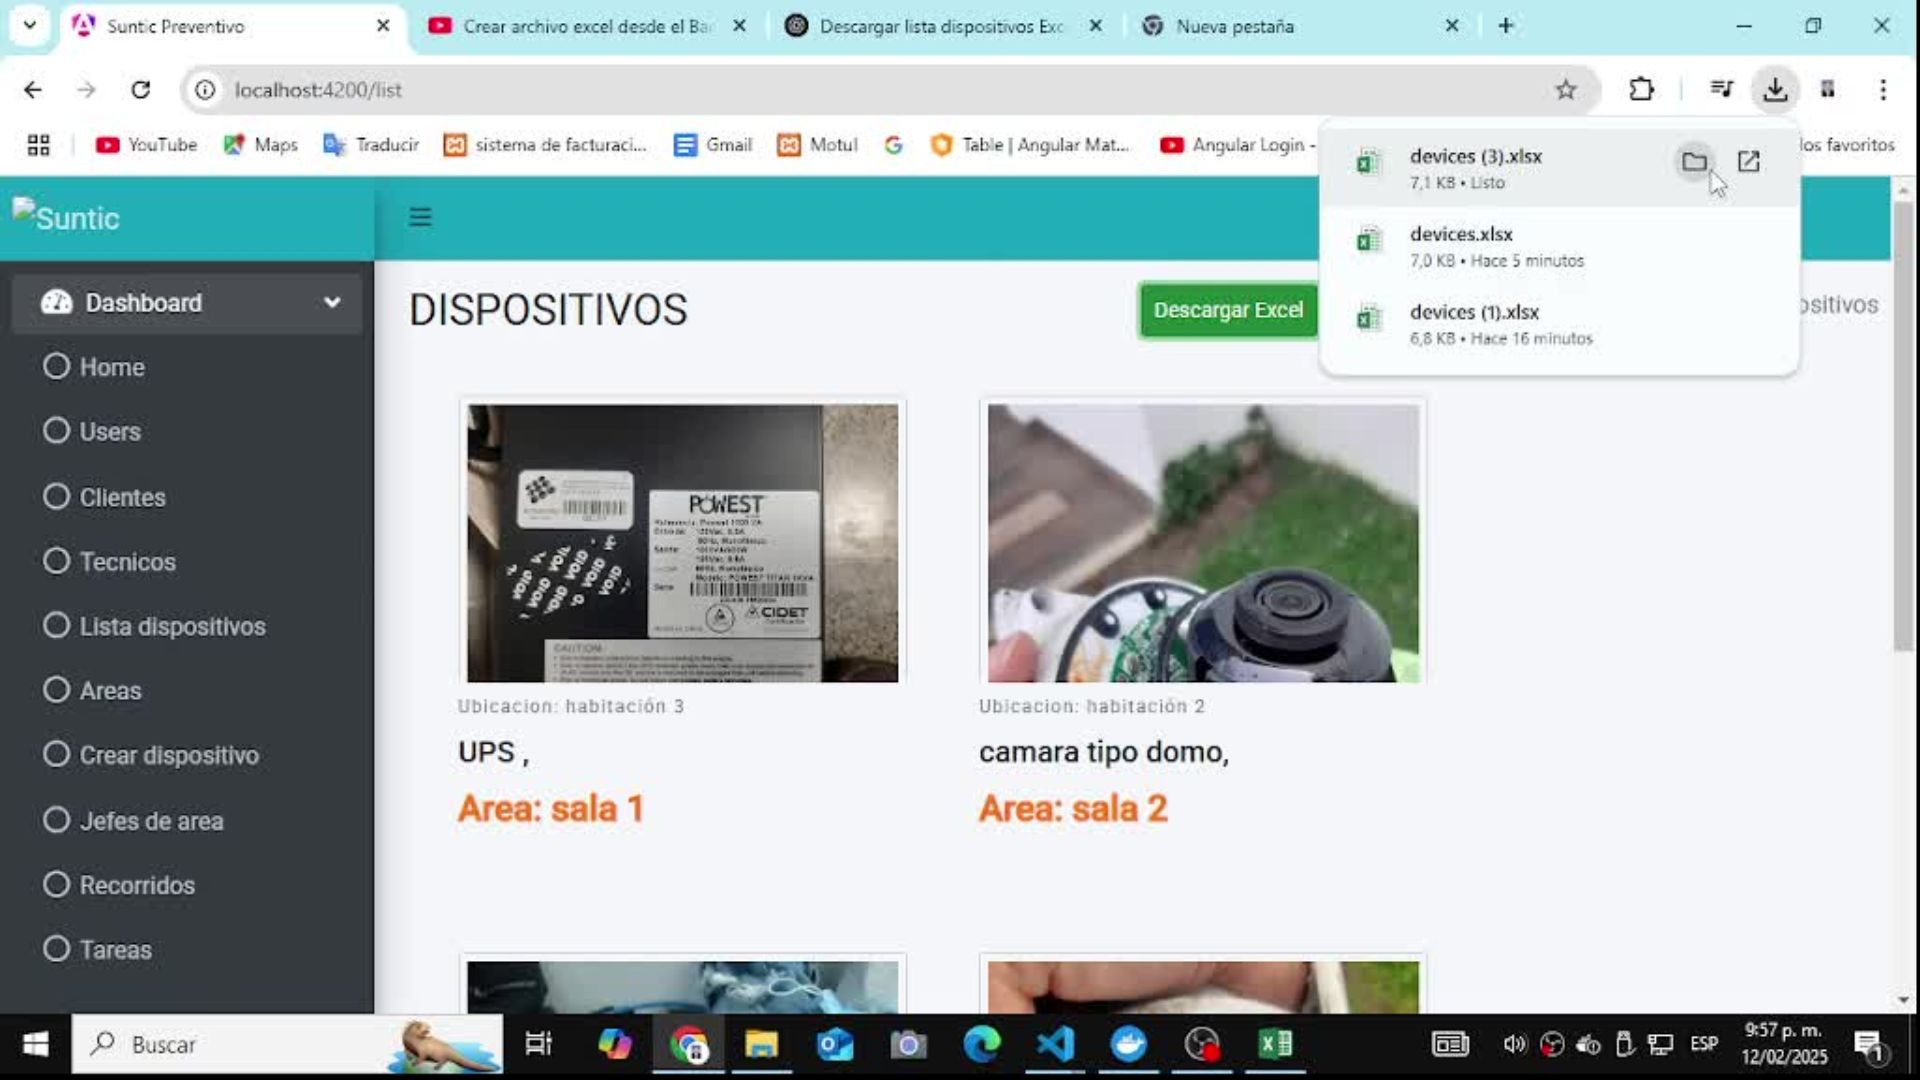 Suntic Preventivo
Crear archivo excel desde el Ba
Descargar lista dispositivos Exc
Nueva pestaña
localhost:4200/list
YouTube
Maps
Traducir
sistema de facturaci...
Gmail
Motul
Table | Angular Mat...
Angular Login -
los favoritos
devices (3).xlsx
7,1 KB • Listo
devices.xlsx
7,0 KB • Hace 5 minutos
devices (1).xlsx
6,8 KB • Hace 16 minutos
Suntic
Dashboard
Home
Users
Clientes
Tecnicos
Lista dispositivos
Areas
Crear dispositivo
Jefes de area
Recorridos
Tareas
DISPOSITIVOS
Descargar Excel
ositivos
POWEST
VOID VOID VOID
CIDET
CAUTION:
Ubicacion: habitación 3
UPS ,
Area: sala 1
Ubicacion: habitación 2
camara tipo domo,
Area: sala 2
Buscar
ESP
9:57 p. m.
12/02/2025
1